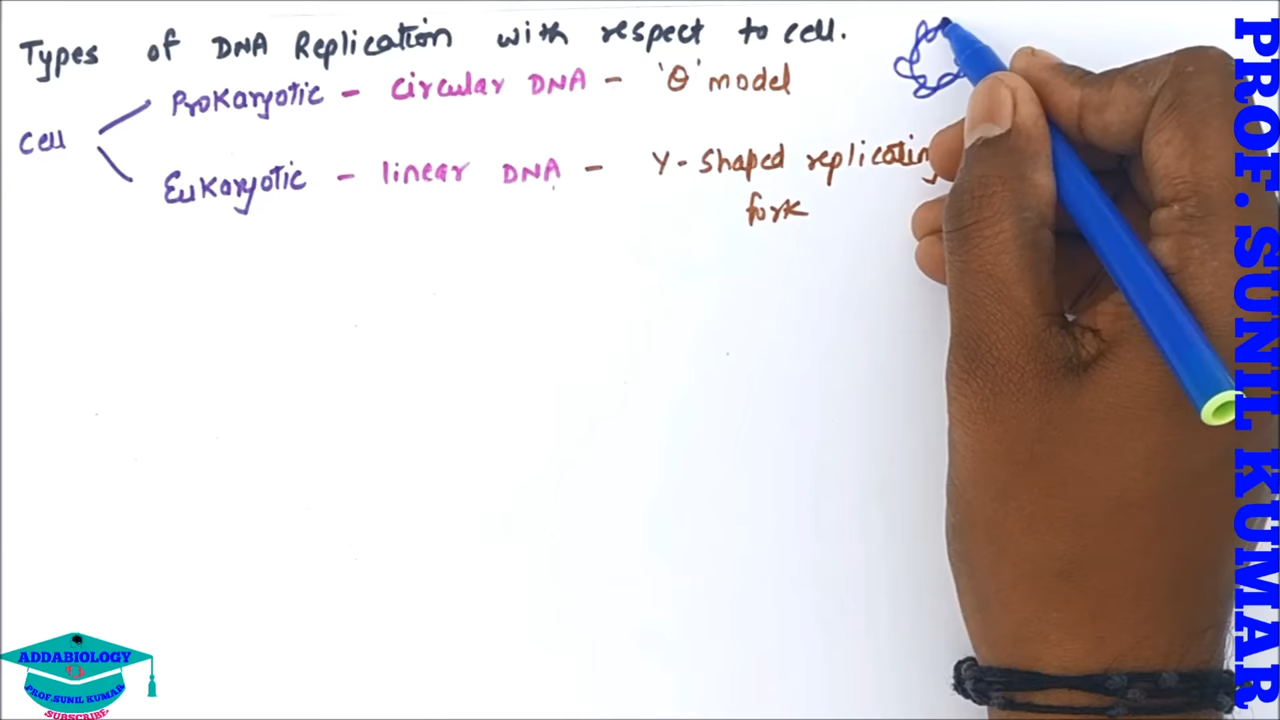 Types of DNA Replication with respect to cell.
Prokaryotic - circular DNA - 'θ' model
Cell
Eukaryotic - linear DNA - Y-shaped replicating
fork
PROF. SUNIL KUMAR
ADDABIOLOGY
PROF.SUNIL KUMAR
SUBSCRIBE